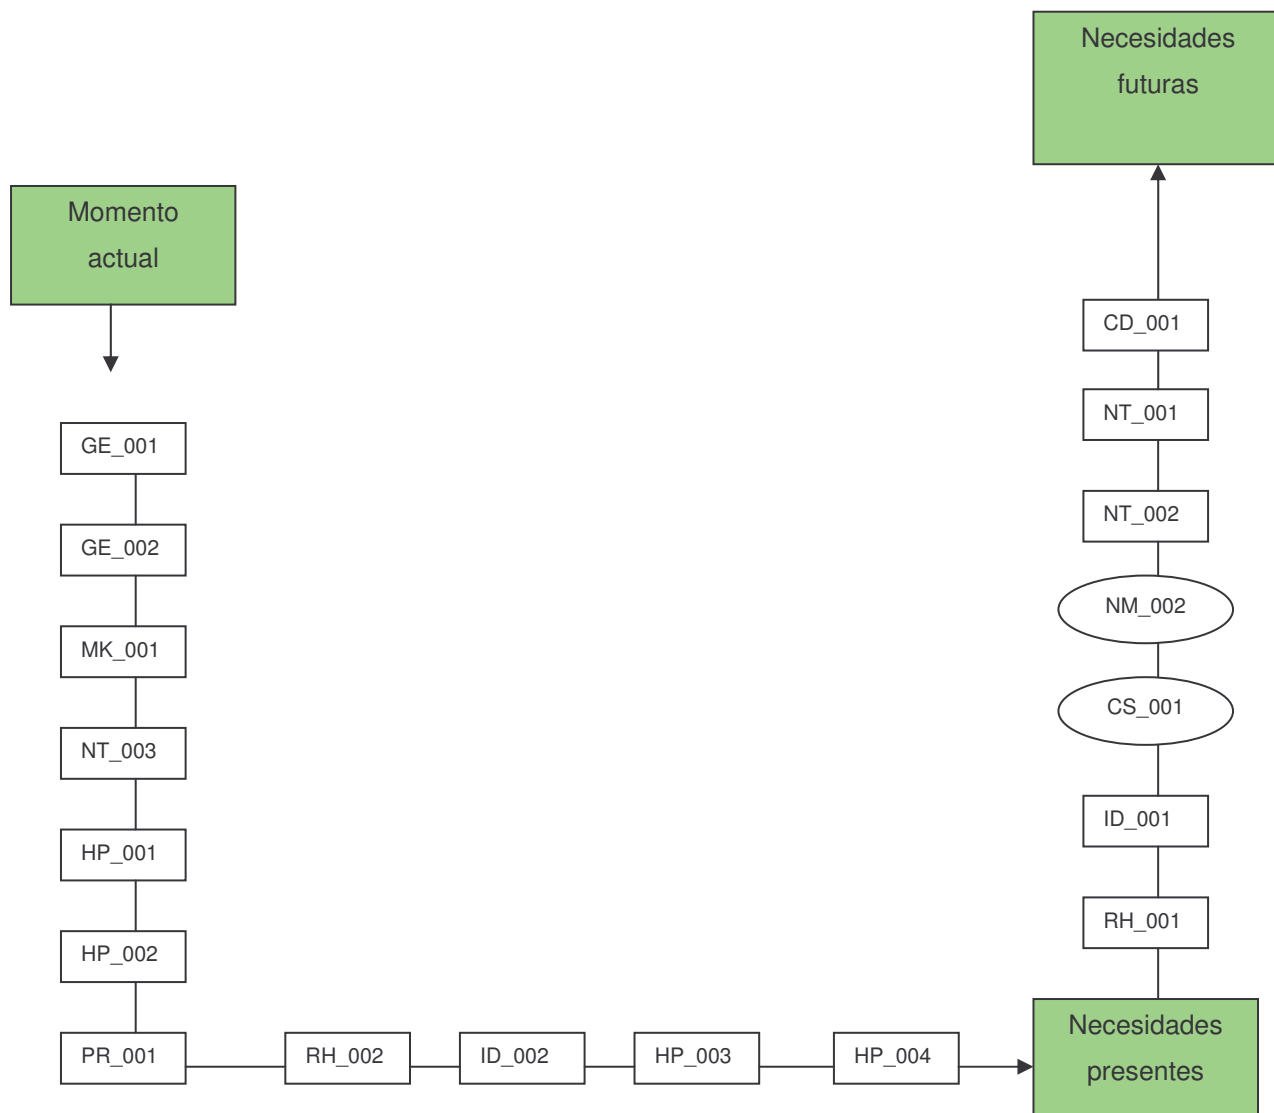 Necesidades
futuras
Momento
actual
CD_001
NT_001
GE_001
NT_002
GE_002
NM_002
MK_001
CS_001
NT_003
ID_001
HP_001
RH_001
HP_002
Necesidades
presentes
PR_001
RH_002
ID_002
HP_003
HP_004